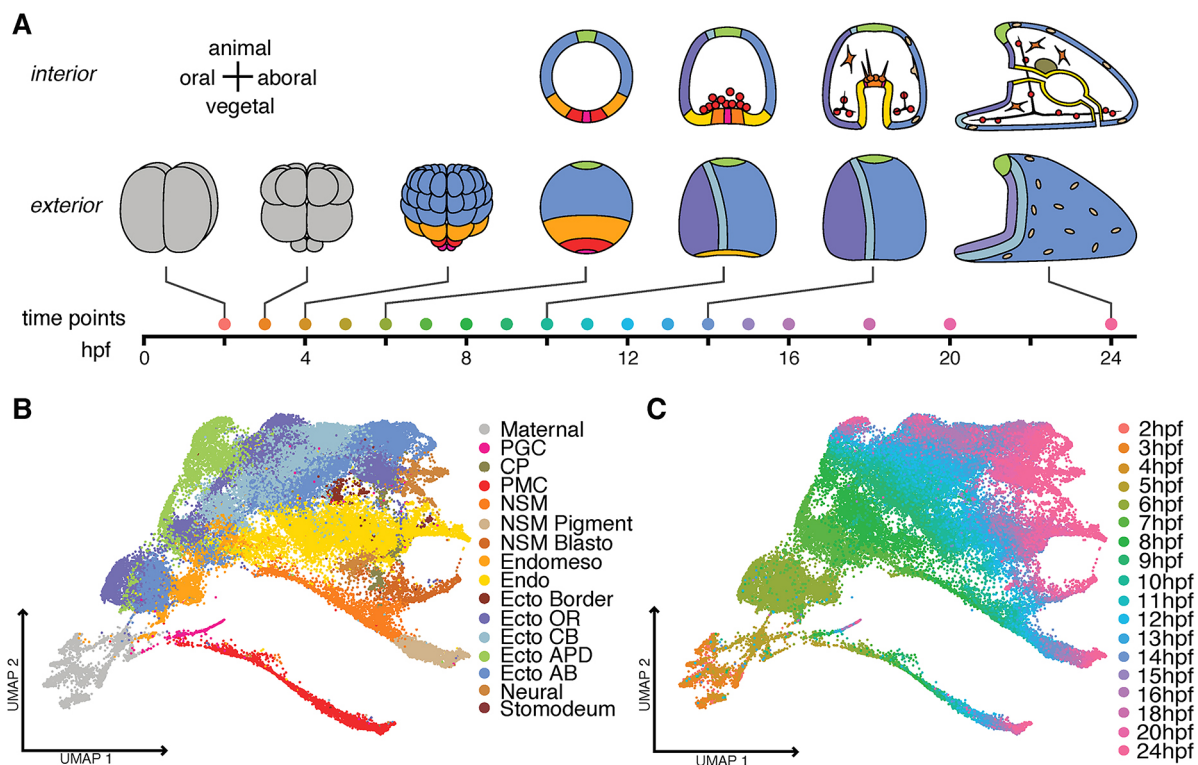 A
interior
animal
oral aboral
vegetal
exterior
time points
hpf
0 4 8 12 16 20 24
B
Maternal
PGC
CP
PMC
NSM
NSM Pigment
NSM Blasto
Endomeso
Endo
Ecto Border
Ecto OR
Ecto CB
Ecto APD
Ecto AB
Neural
Stomodeum
UMAP 2
UMAP 1
C
2hpf
3hpf
4hpf
5hpf
6hpf
7hpf
8hpf
9hpf
10hpf
11hpf
12hpf
13hpf
14hpf
15hpf
16hpf
18hpf
20hpf
24hpf
UMAP 2
UMAP 1